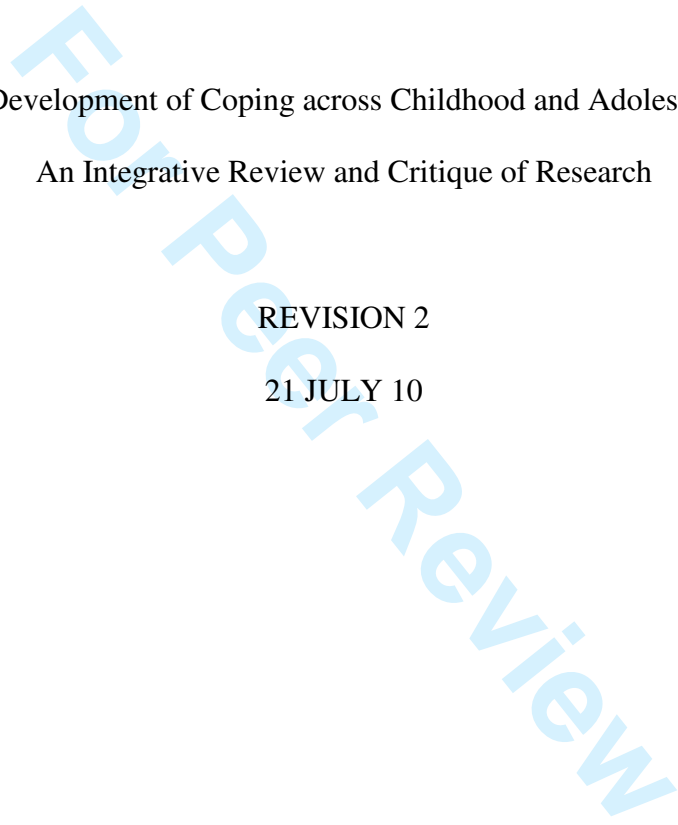 Development of Coping across Childhood and Adoles
An Integrative Review and Critique of Research
REVISION 2
21 JULY 10
For Peer Review